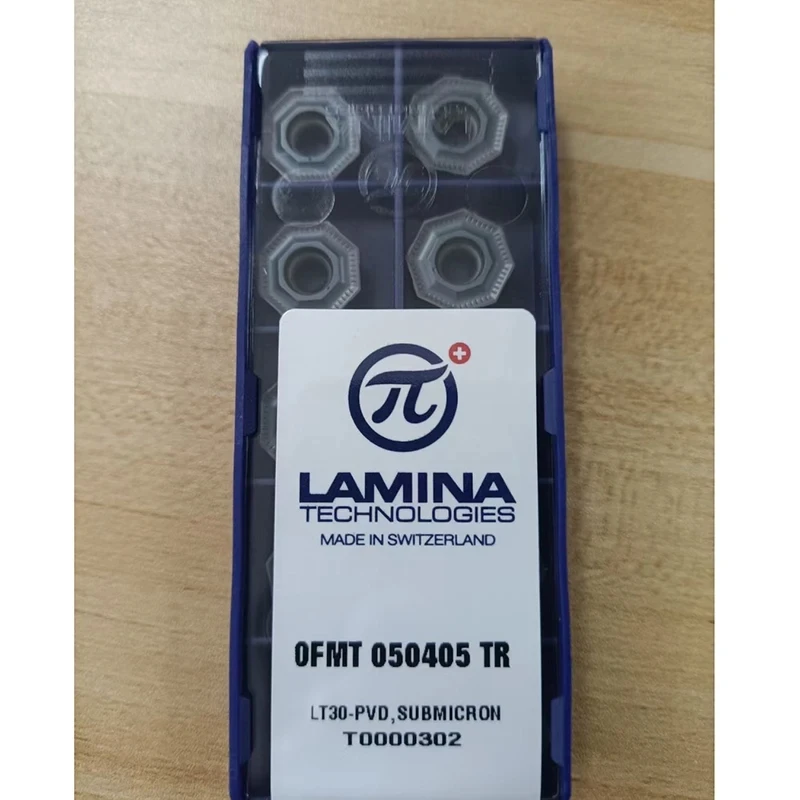 π
LAMINA
TECHNOLOGIES
MADE IN SWITZERLAND
OFMT 050405 TR
LT30-PVD,SUBMICRON
T0000302